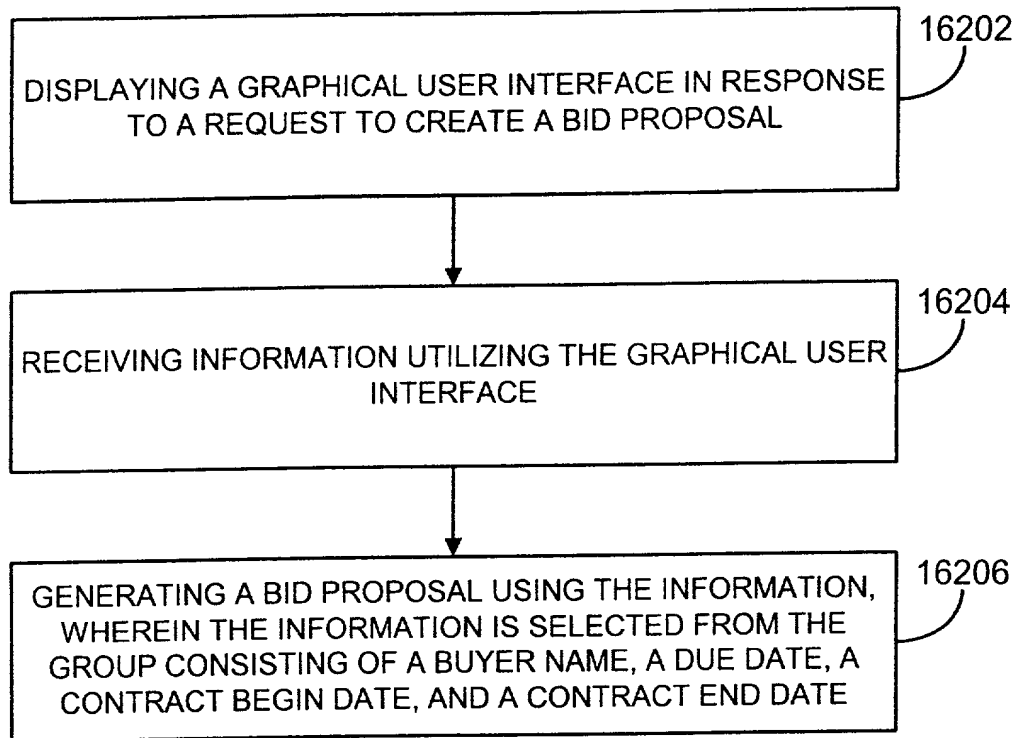 16202
DISPLAYING A GRAPHICAL USER INTERFACE IN RESPONSE
TO A REQUEST TO CREATE A BID PROPOSAL
16204
RECEIVING INFORMATION UTILIZING THE GRAPHICAL USER
INTERFACE
16206
GENERATING A BID PROPOSAL USING THE INFORMATION,
WHEREIN THE INFORMATION IS SELECTED FROM THE
GROUP CONSISTING OF A BUYER NAME, A DUE DATE, A
CONTRACT BEGIN DATE, AND A CONTRACT END DATE